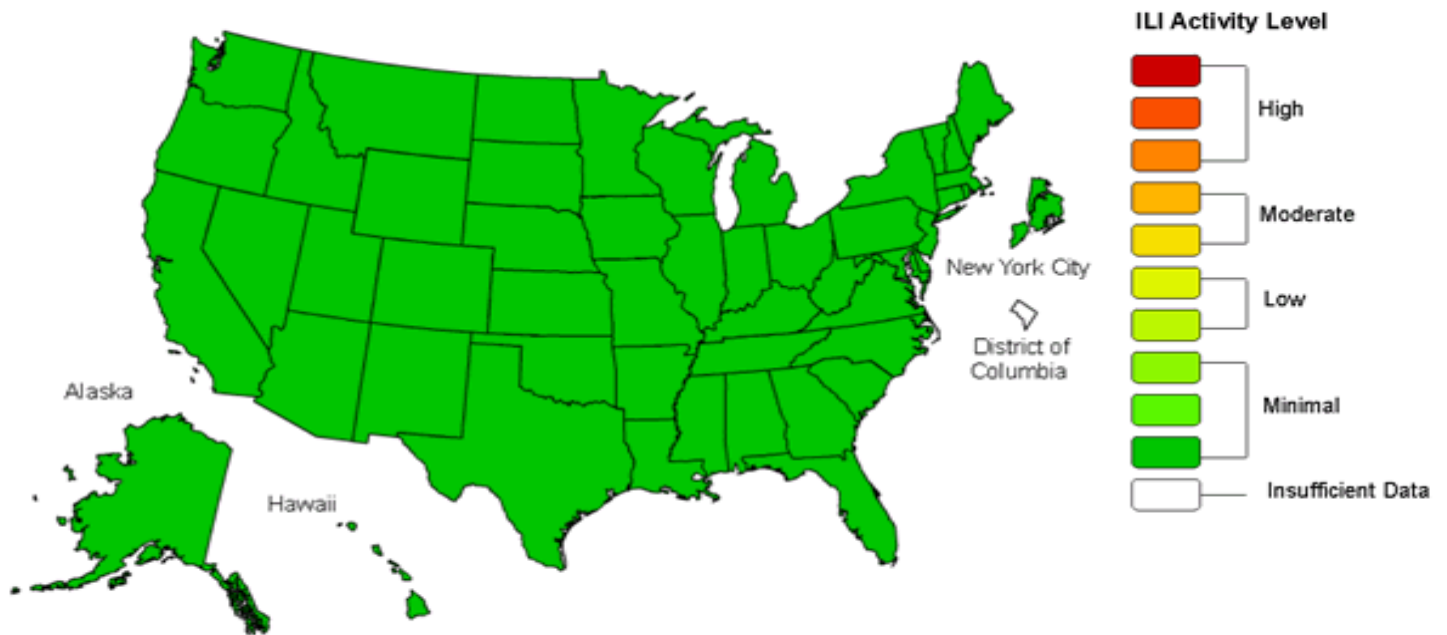 ILI Activity Level
High
Moderate
Low
Minimal
Insufficient Data
New York City
District of
Columbia
Alaska
Hawaii